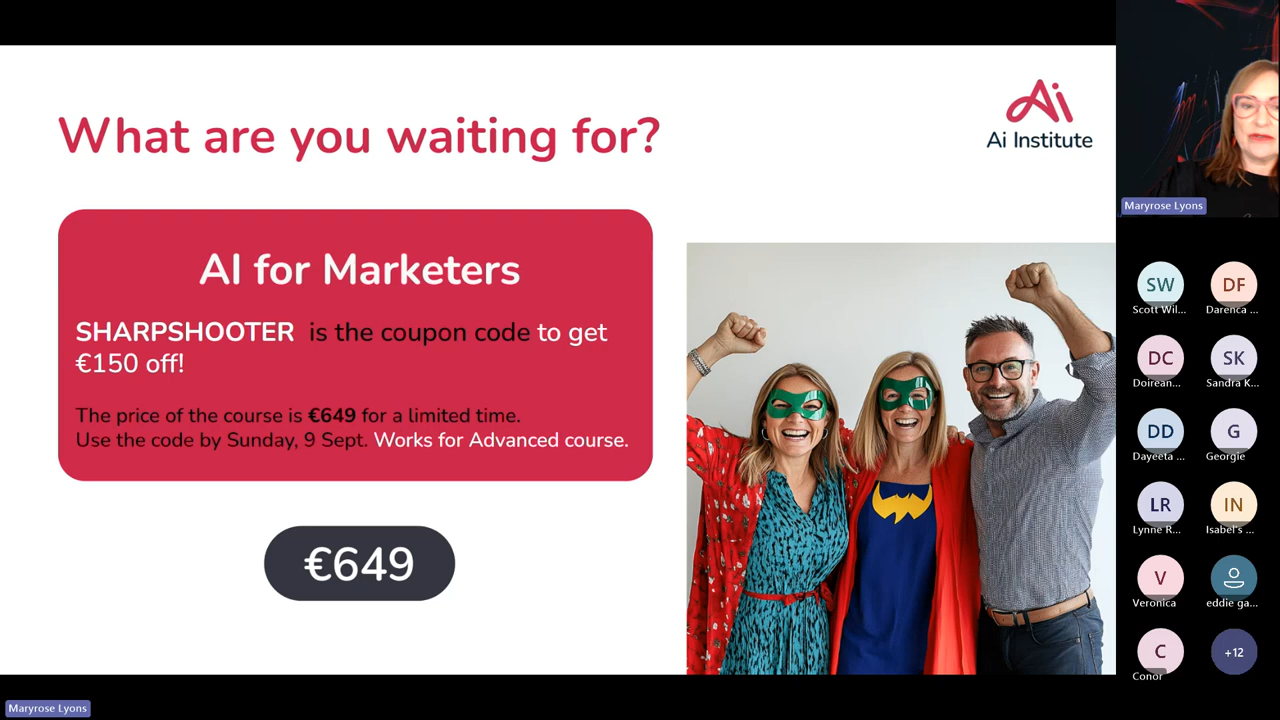 What are you waiting for?
Ai
Ai Institute
AI for Marketers
SHARPSHOOTER is the coupon code to get
€150 off!
The price of the course is €649 for a limited time.
Use the code by Sunday, 9 Sept. Works for Advanced course.
€649
Maryrose Lyons
SW
Scott Wil...
DF
Darenca ...
DC
Doirean...
SK
Sandra K...
DD
Dayeeta ...
G
Georgie
LR
Lynne R...
IN
Isabel's ...
V
Veronica
eddie ga...
C
Conor
+12
Maryrose Lyons